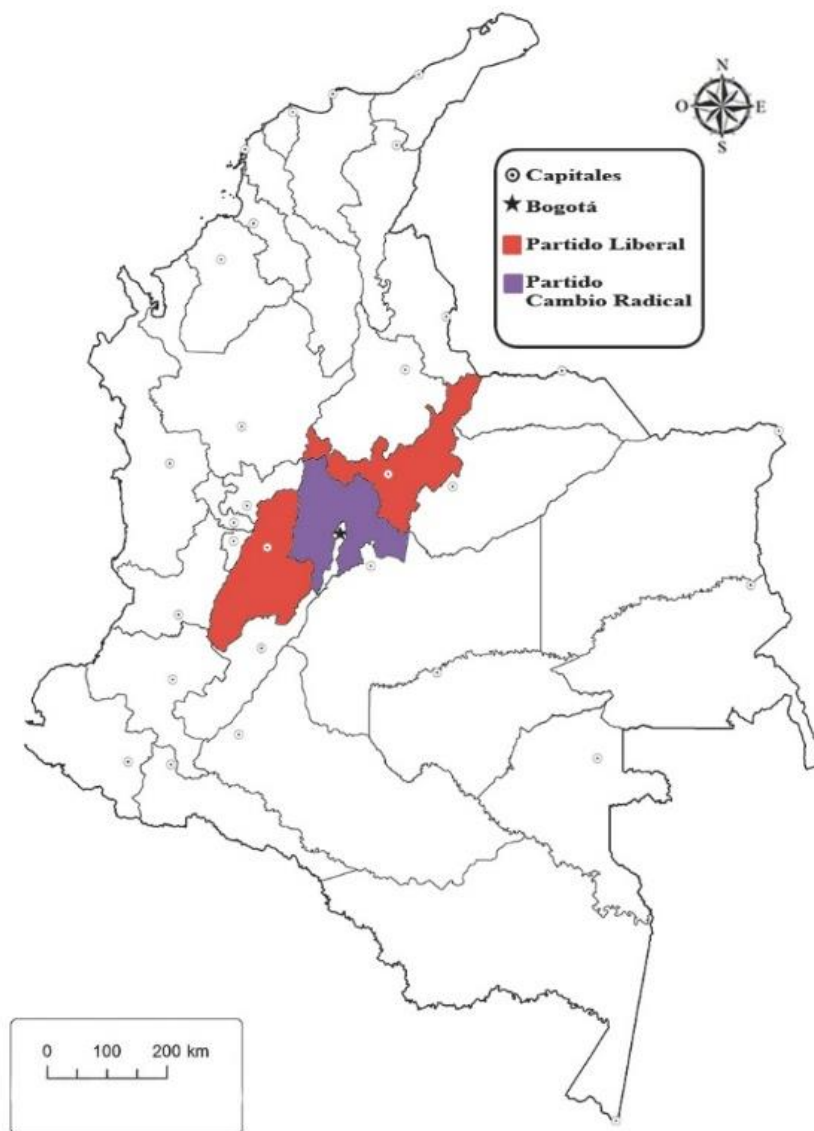 N
O
E
S
Capitales
Bogotá
Partido Liberal
Partido
Cambio Radical
0 100 200 km